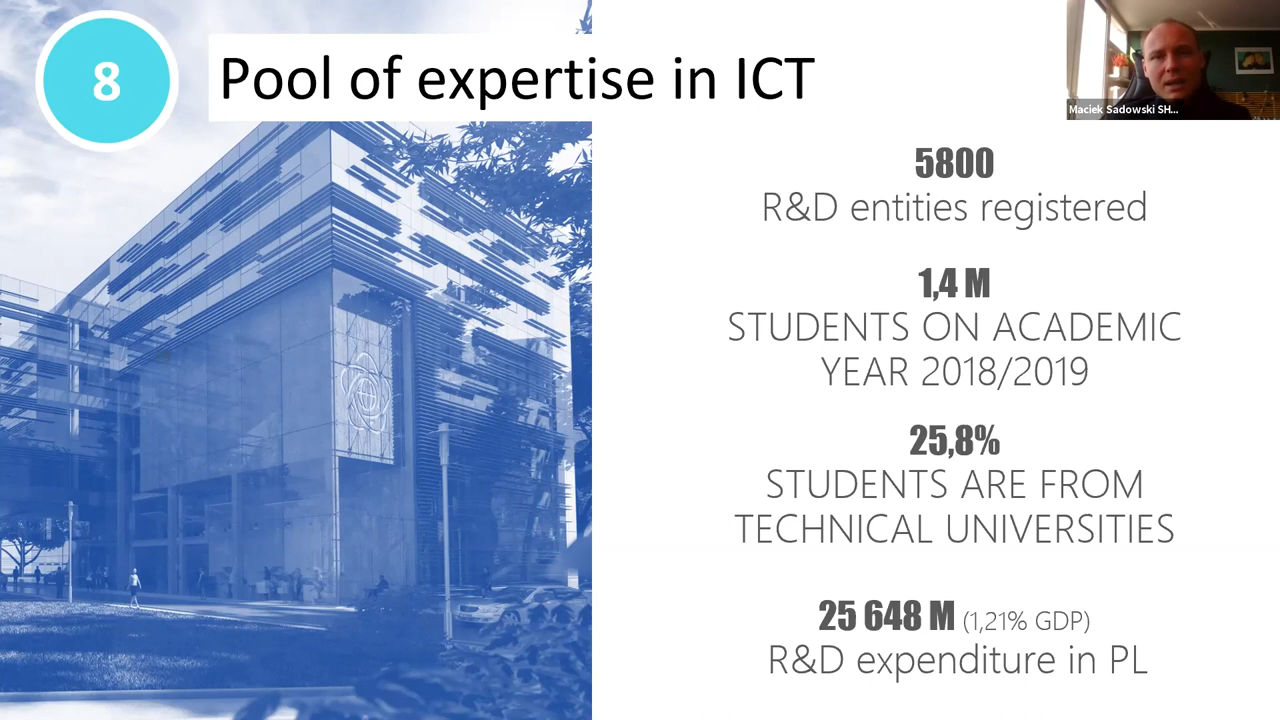 8
Pool of expertise in ICT
Maciek Sadowski SH...
5800
R&D entities registered
1,4 M
STUDENTS ON ACADEMIC
YEAR 2018/2019
25,8%
STUDENTS ARE FROM
TECHNICAL UNIVERSITIES
25 648 M (1,21% GDP)
R&D expenditure in PL